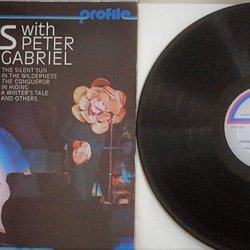 profile
S with
PETER
GABRIEL
THE SILENT SUN
IN THE WILDERNESS
THE CONQUEROR
IN HIDING
A WINTER'S TALE
AND OTHERS.